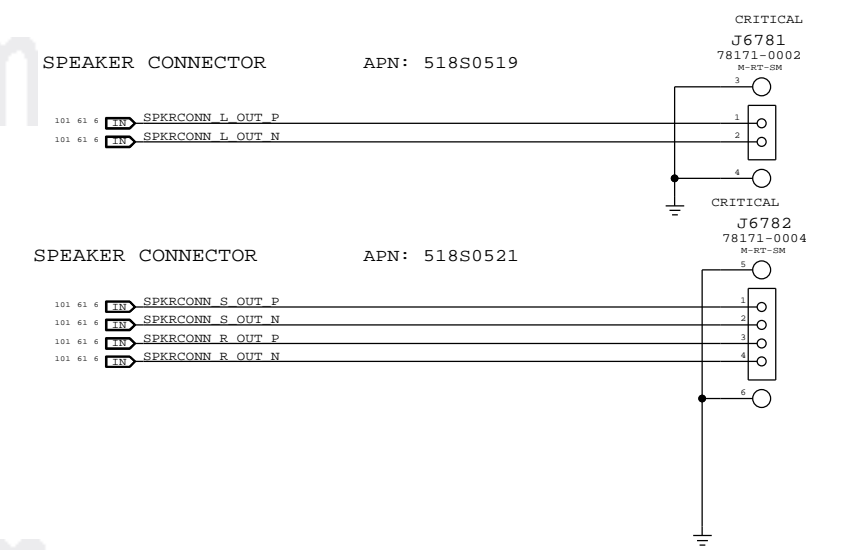 CRITICAL
J6781
78171-0002
M-RT-SM
SPEAKER CONNECTOR APN: 518S0519
3
101 61 6 IN SPKRCONN_L_OUT_P 1
101 61 6 IN SPKRCONN_L_OUT_N 2
4
CRITICAL
J6782
78171-0004
M-RT-SM
SPEAKER CONNECTOR APN: 518S0521
5
101 61 6 IN SPKRCONN_S_OUT_P 1
101 61 6 IN SPKRCONN_S_OUT_N 2
101 61 6 IN SPKRCONN_R_OUT_P 3
101 61 6 IN SPKRCONN_R_OUT_N 4
6